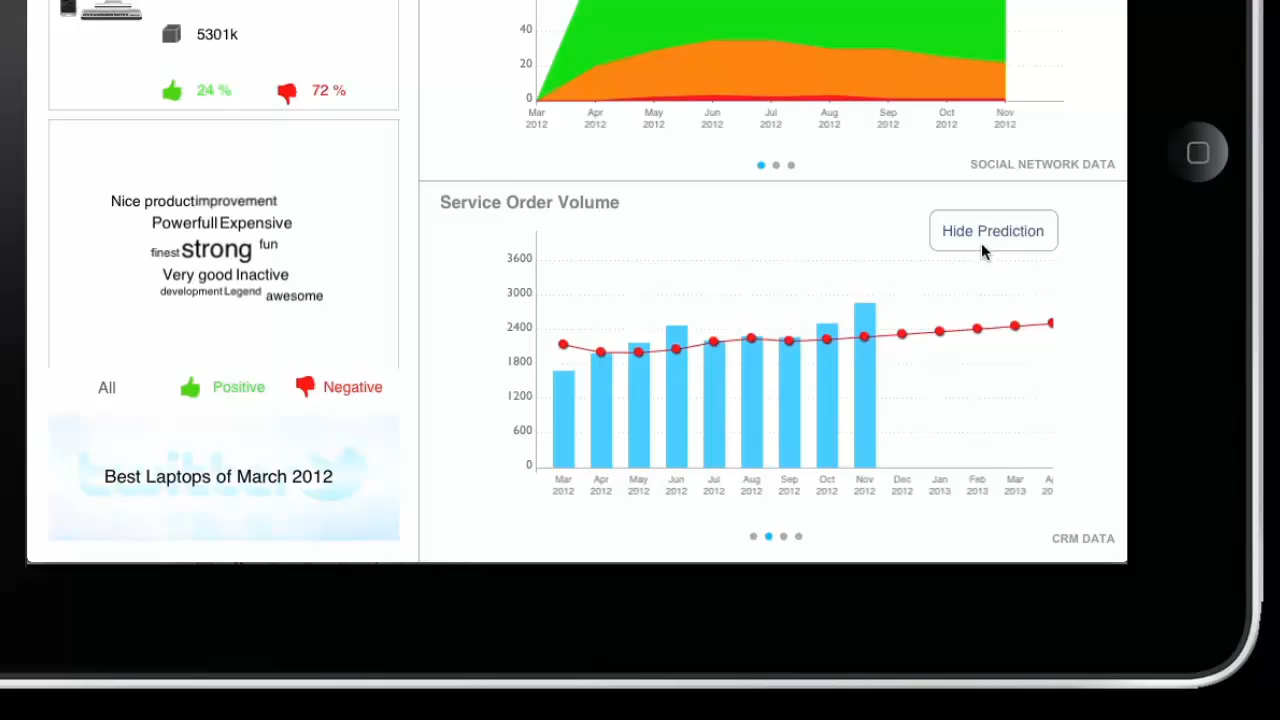 5301k
24 %
72 %
Nice product improvement
Powerfull Expensive
finest strong fun
Very good Inactive
development Legend awesome
All
Positive
Negative
Best Laptops of March 2012
40
20
0
Mar 2012
Apr 2012
May 2012
Jun 2012
Jul 2012
Aug 2012
Sep 2012
Oct 2012
Nov 2012
SOCIAL NETWORK DATA
Service Order Volume
Hide Prediction
3600
3000
2400
1800
1200
600
0
Mar 2012
Apr 2012
May 2012
Jun 2012
Jul 2012
Aug 2012
Sep 2012
Oct 2012
Nov 2012
Dec 2012
Jan 2013
Feb 2013
Mar 2013
CRM DATA